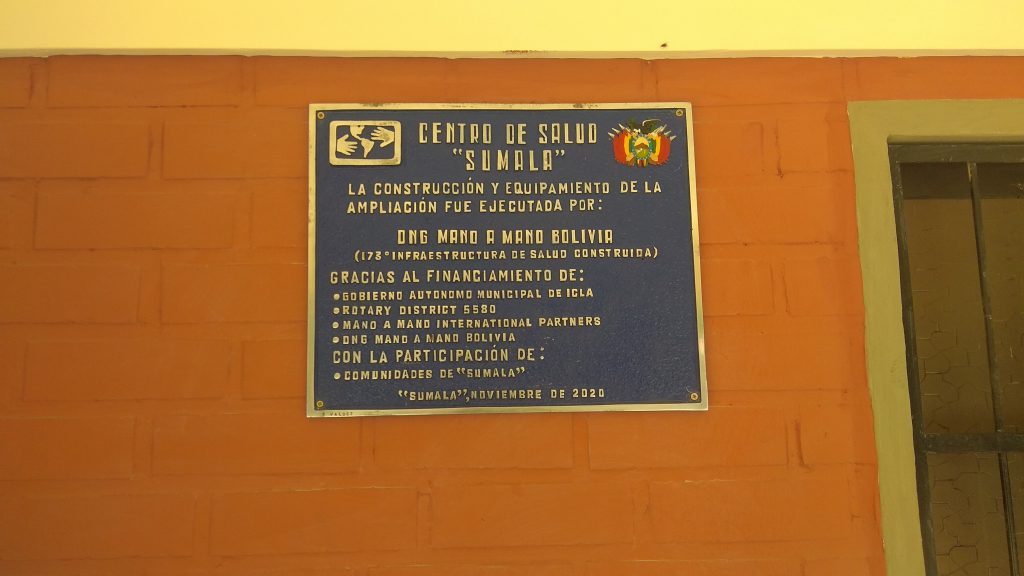 CENTRO DE SALUD
"SUMALA"
LA CONSTRUCCIÓN Y EQUIPAMIENTO DE LA
AMPLIACIÓN FUE EJECUTADA POR:
ONG MANO A MANO BOLIVIA
(173° INFRAESTRUCTURA DE SALUD CONSTRUIDA)
GRACIAS AL FINANCIAMIENTO DE:
•GOBIERNO AUTONOMO MUNICIPAL DE ICLA
•ROTARY DISTRICT 5580
•MANO A MANO INTERNATIONAL PARTNERS
•ONG MANO A MANO BOLIVIA
CON LA PARTICIPACIÓN DE:
•COMUNIDADES DE "SUMALA"
"SUMALA", NOVIEMBRE DE 2020